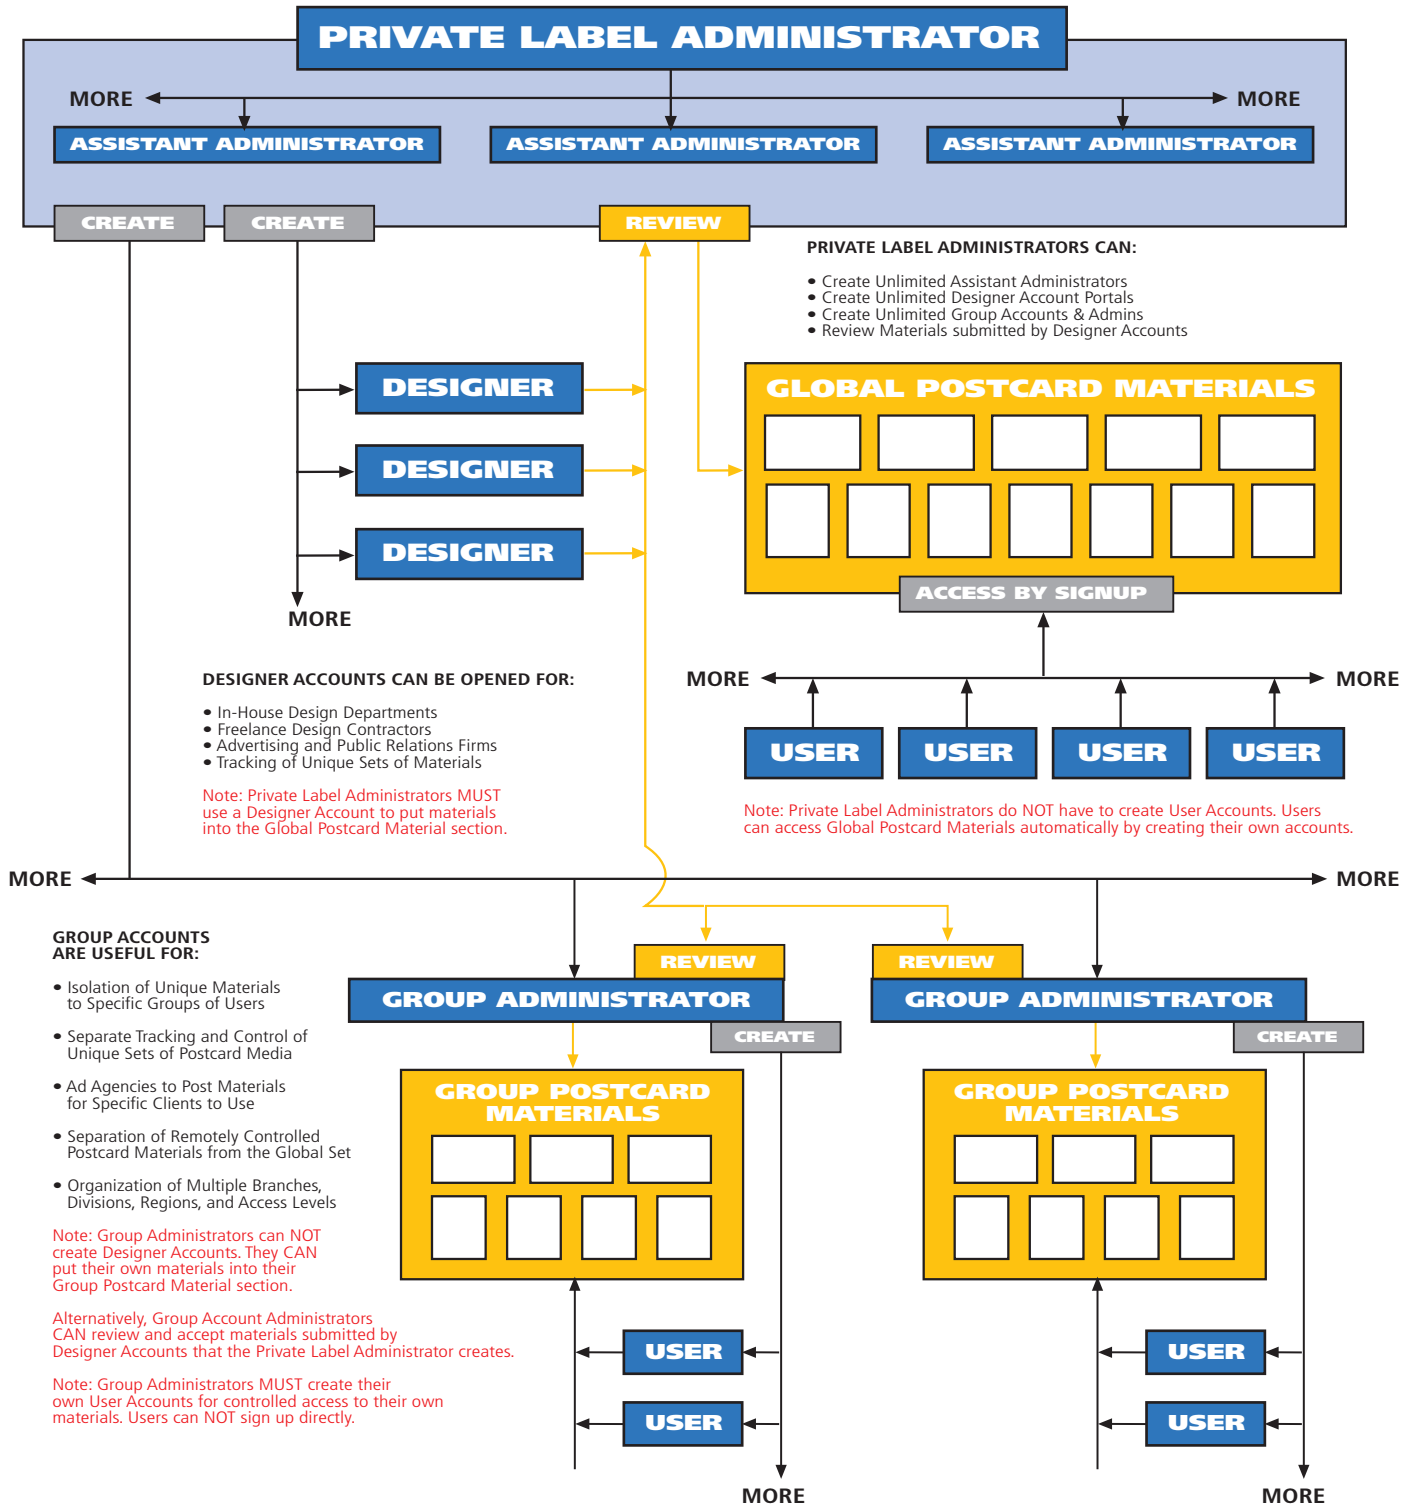 PRIVATE LABEL ADMINISTRATOR
MORE
MORE
ASSISTANT ADMINISTRATOR
ASSISTANT ADMINISTRATOR
ASSISTANT ADMINISTRATOR
CREATE
CREATE
REVIEW
PRIVATE LABEL ADMINISTRATORS CAN:
• Create Unlimited Assistant Administrators
• Create Unlimited Designer Account Portals
• Create Unlimited Group Accounts & Admins
• Review Materials submitted by Designer Accounts
DESIGNER
DESIGNER
DESIGNER
MORE
GLOBAL POSTCARD MATERIALS
ACCESS BY SIGNUP
MORE
MORE
USER
USER
USER
USER
Note: Private Label Administrators do NOT have to create User Accounts. Users
can access Global Postcard Materials automatically by creating their own accounts.
DESIGNER ACCOUNTS CAN BE OPENED FOR:
• In-House Design Departments
• Freelance Design Contractors
• Advertising and Public Relations Firms
• Tracking of Unique Sets of Materials
Note: Private Label Administrators MUST
use a Designer Account to put materials
into the Global Postcard Material section.
MORE
MORE
GROUP ACCOUNTS
ARE USEFUL FOR:
• Isolation of Unique Materials
to Specific Groups of Users
• Separate Tracking and Control of
Unique Sets of Postcard Media
• Ad Agencies to Post Materials
for Specific Clients to Use
• Separation of Remotely Controlled
Postcard Materials from the Global Set
• Organization of Multiple Branches,
Divisions, Regions, and Access Levels
Note: Group Administrators can NOT
create Designer Accounts. They CAN
put their own materials into their
Group Postcard Material section.
Alternatively, Group Account Administrators
CAN review and accept materials submitted by
Designer Accounts that the Private Label Administrator creates.
Note: Group Administrators MUST create their
own User Accounts for controlled access to their own
materials. Users can NOT sign up directly.
REVIEW
GROUP ADMINISTRATOR
CREATE
GROUP POSTCARD
MATERIALS
USER
USER
MORE
REVIEW
GROUP ADMINISTRATOR
CREATE
GROUP POSTCARD
MATERIALS
USER
USER
MORE